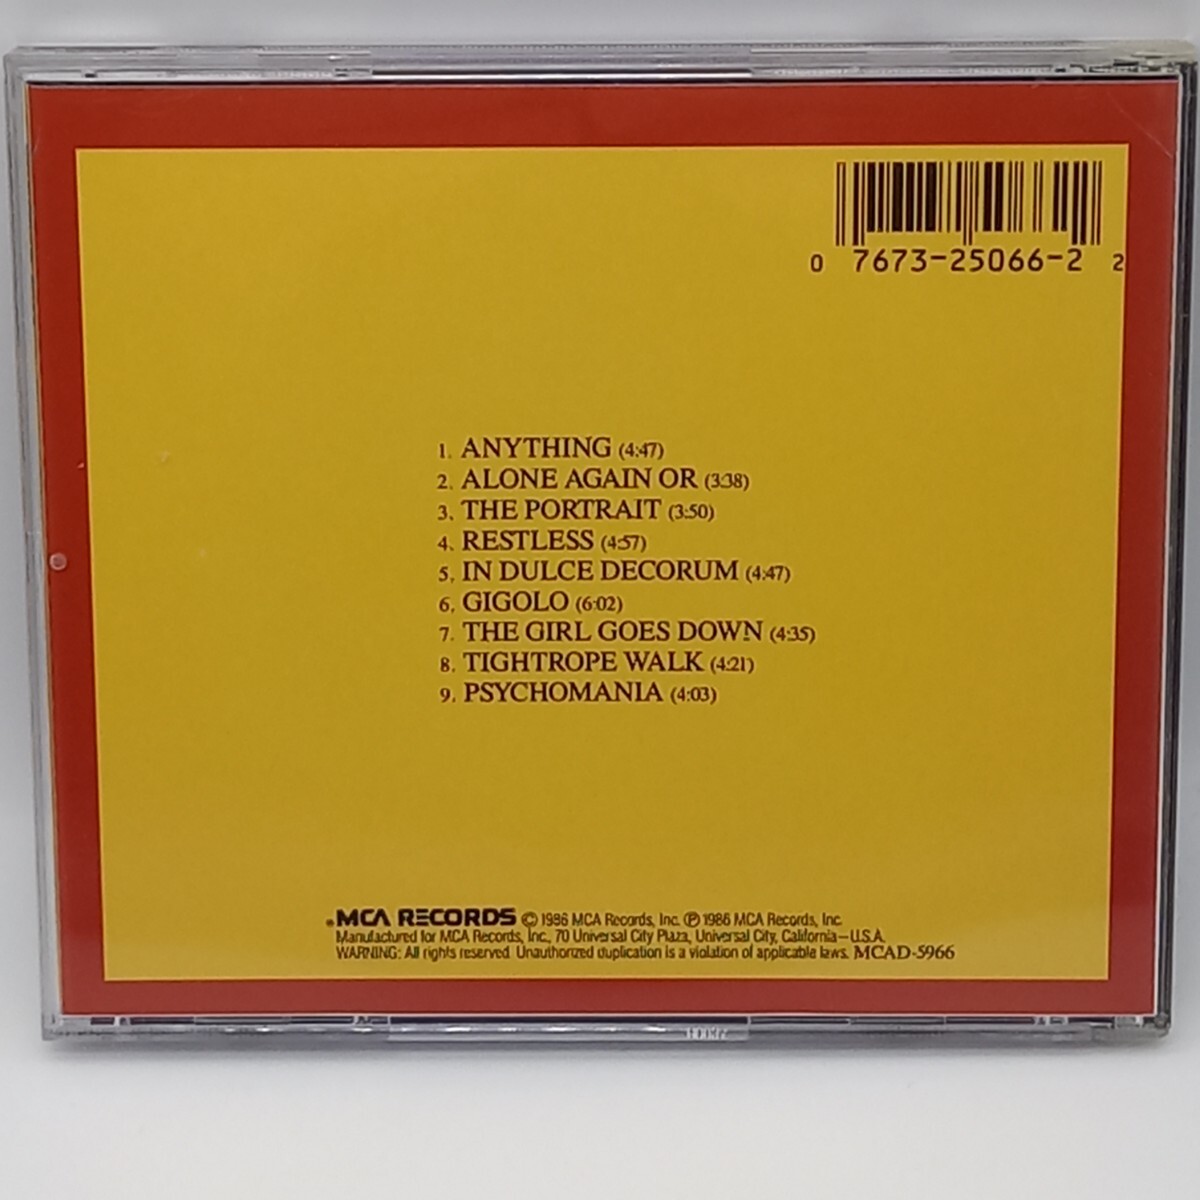 0 7673-25066-2 2
1. ANYTHING (4:47)
2. ALONE AGAIN OR (3:38)
3. THE PORTRAIT (3:50)
4. RESTLESS (4:57)
5. IN DULCE DECORUM (4:47)
6. GIGOLO (6:02)
7. THE GIRL GOES DOWN (4:35)
8. TIGHTROPE WALK (4:21)
9. PSYCHOMANIA (4:03)
MCA RECORDS © 1986 MCA Records, Inc. ℗ 1986 MCA Records, Inc.
Manufactured for MCA Records, Inc., 70 Universal City Plaza, Universal City, California—U.S.A.
WARNING: All rights reserved. Unauthorized duplication is a violation of applicable laws. MCAD-5966